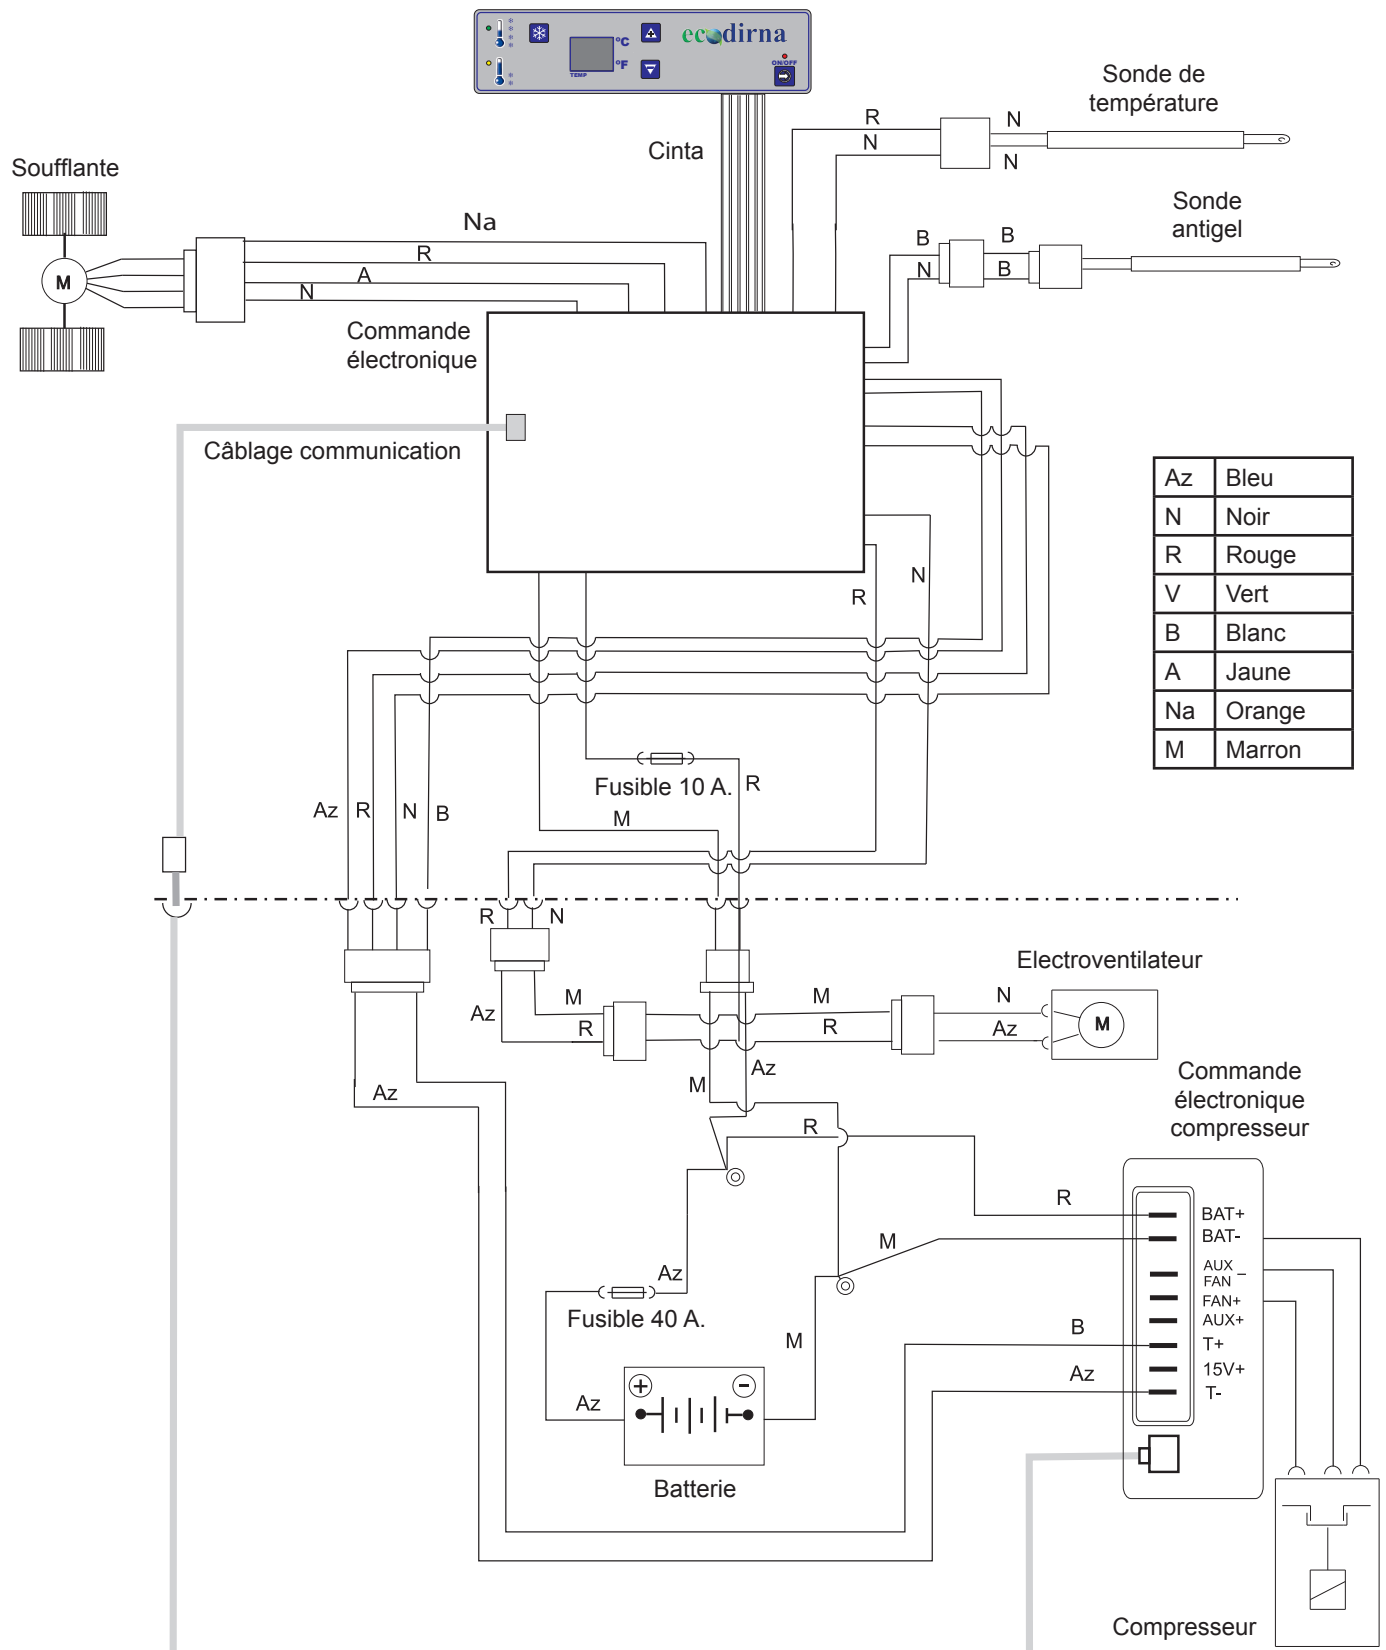 ecodirna
°C
°F
TEMP
ON/OFF
Sonde de
température
R
N
N
N
Cinta
Soufflante
Na
R
A
N
M
Sonde
antigel
B
N
B
B
Commande
électronique
Câblage communication
Az Bleu
N Noir
R Rouge
V Vert
B Blanc
A Jaune
Na Orange
M Marron
R
N
Fusible 10 A.
R
M
Az
R
N
B
R
N
Electroventilateur
Az
M
R
M
R
N
Az
M
M
Az
Az
R
Commande
électronique
compresseur
R
M
BAT+
BAT-
AUX
FAN –
FAN+
AUX+
T+
15V+
T-
Az
Fusible 40 A.
M
B
Az
Az
+
-
Batterie
Compresseur